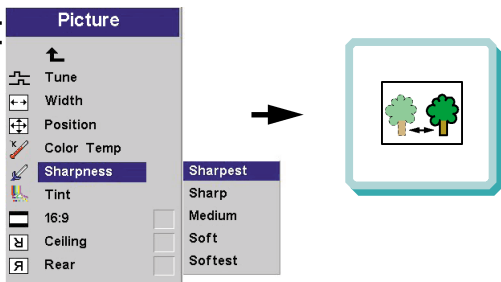 Picture
Tune
Width
Position
Color Temp
Sharpness
Tint
16:9
Ceiling
Rear
Sharpest
Sharp
Medium
Soft
Softest